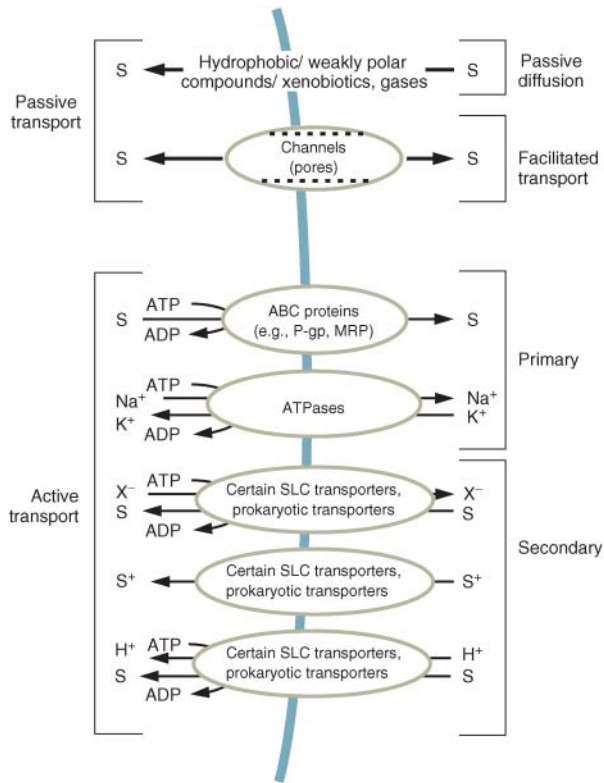 S Hydrophobic/ weakly polar S
compounds/ xenobiotics, gases
Passive
diffusion
Passive
transport
S Channels S
(pores)
Facilitated
transport
ATP
S ABC proteins S
(e.g., P-gp, MRP)
ADP
Primary
ATP
Na⁺ Na⁺
ATPases
K⁺ K⁺
ADP
Active
transport
ATP
X⁻ Certain SLC transporters, X⁻
S prokaryotic transporters S
ADP
Secondary
S⁺ Certain SLC transporters, S⁺
prokaryotic transporters
ATP
H⁺ Certain SLC transporters, H⁺
S prokaryotic transporters S
ADP